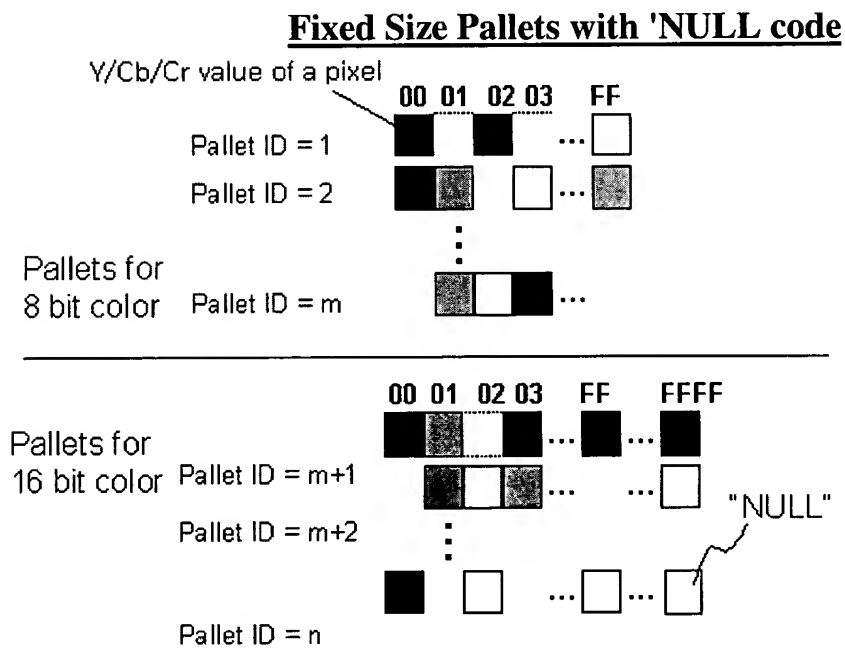 Fixed Size Pallets with 'NULL code
Y/Cb/Cr value of a pixel
00 01 02 03 FF
Pallet ID = 1
...
Pallet ID = 2
...
Pallets for
8 bit color
Pallet ID = m
...
00 01 02 03 FF FFFF
Pallets for
16 bit color
... ...
Pallet ID = m+1
... ...
"NULL"
Pallet ID = m+2
... ...
Pallet ID = n